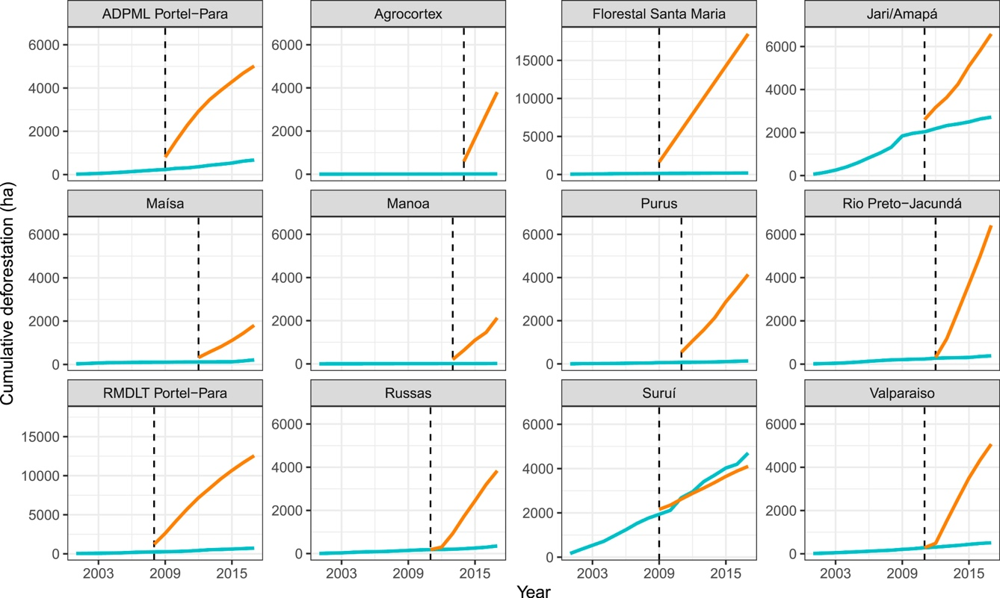 ADPML Portel−Para
Agrocortex
Florestal Santa Maria
Jari/Amapá
6000
4000
2000
0
6000
4000
2000
0
15000
10000
5000
0
6000
4000
2000
0
Maísa
Manoa
Purus
Rio Preto−Jacundá
6000
4000
2000
0
6000
4000
2000
0
6000
4000
2000
0
6000
4000
2000
0
RMDLT Portel−Para
Russas
Suruí
Valparaiso
15000
10000
5000
0
6000
4000
2000
0
6000
4000
2000
0
6000
4000
2000
0
2003 2009 2015
2003 2009 2015
2003 2009 2015
2003 2009 2015
Year
Cumulative deforestation (ha)